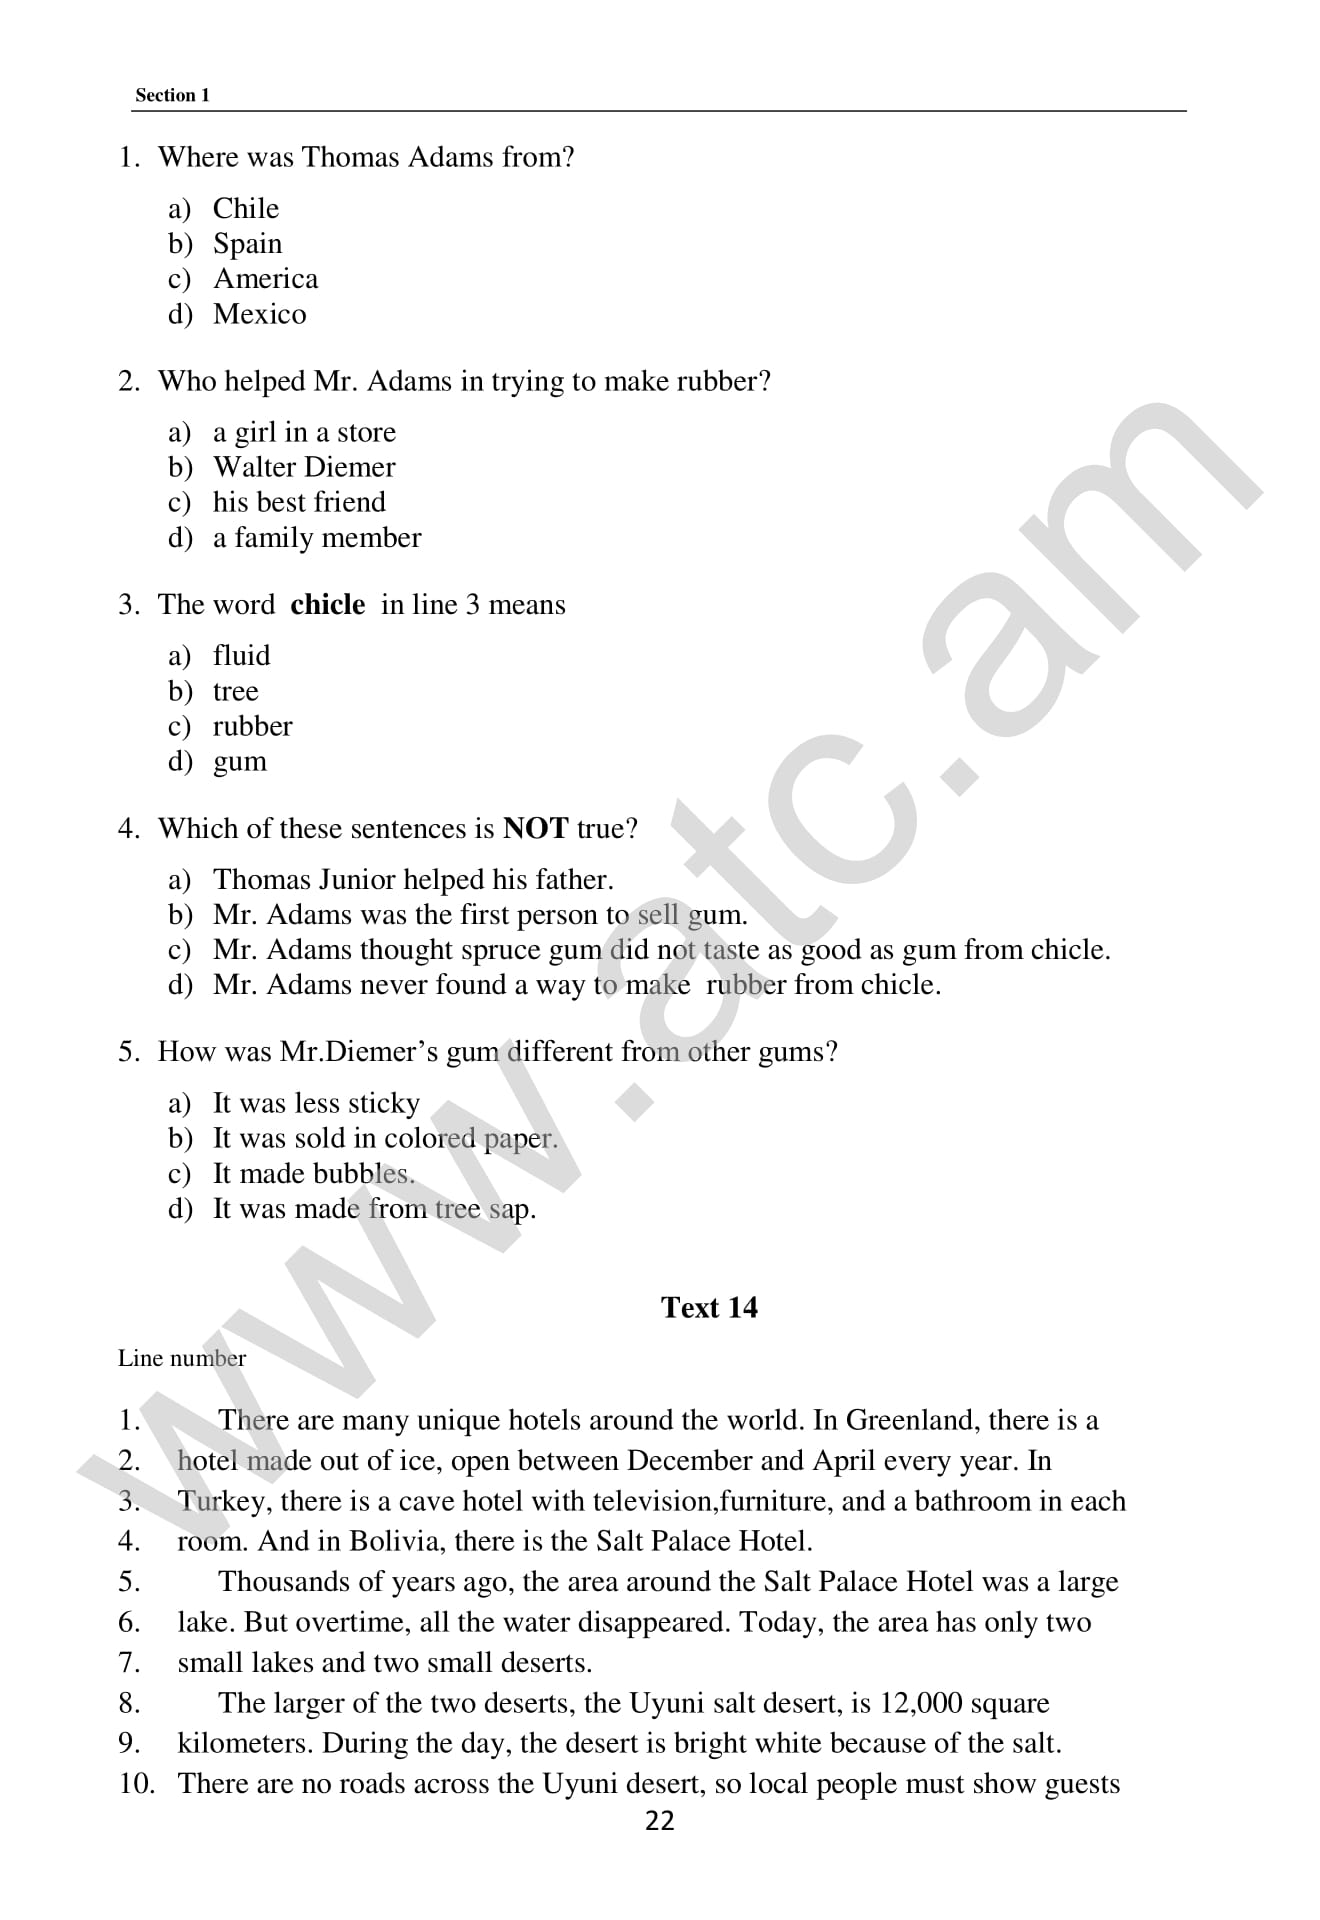 Section 1
1. Where was Thomas Adams from?
a) Chile
b) Spain
c) America
d) Mexico
2. Who helped Mr. Adams in trying to make rubber?
a) a girl in a store
b) Walter Diemer
c) his best friend
d) a family member
3. The word chicle in line 3 means
a) fluid
b) tree
c) rubber
d) gum
4. Which of these sentences is NOT true?
a) Thomas Junior helped his father.
b) Mr. Adams was the first person to sell gum.
c) Mr. Adams thought spruce gum did not taste as good as gum from chicle.
d) Mr. Adams never found a way to make rubber from chicle.
5. How was Mr.Diemer’s gum different from other gums?
a) It was less sticky
b) It was sold in colored paper.
c) It made bubbles.
d) It was made from tree sap.
Text 14
Line number
1. There are many unique hotels around the world. In Greenland, there is a
2. hotel made out of ice, open between December and April every year. In
3. Turkey, there is a cave hotel with television,furniture, and a bathroom in each
4. room. And in Bolivia, there is the Salt Palace Hotel.
5. Thousands of years ago, the area around the Salt Palace Hotel was a large
6. lake. But overtime, all the water disappeared. Today, the area has only two
7. small lakes and two small deserts.
8. The larger of the two deserts, the Uyuni salt desert, is 12,000 square
9. kilometers. During the day, the desert is bright white because of the salt.
10. There are no roads across the Uyuni desert, so local people must show guests
22
www.atc.am